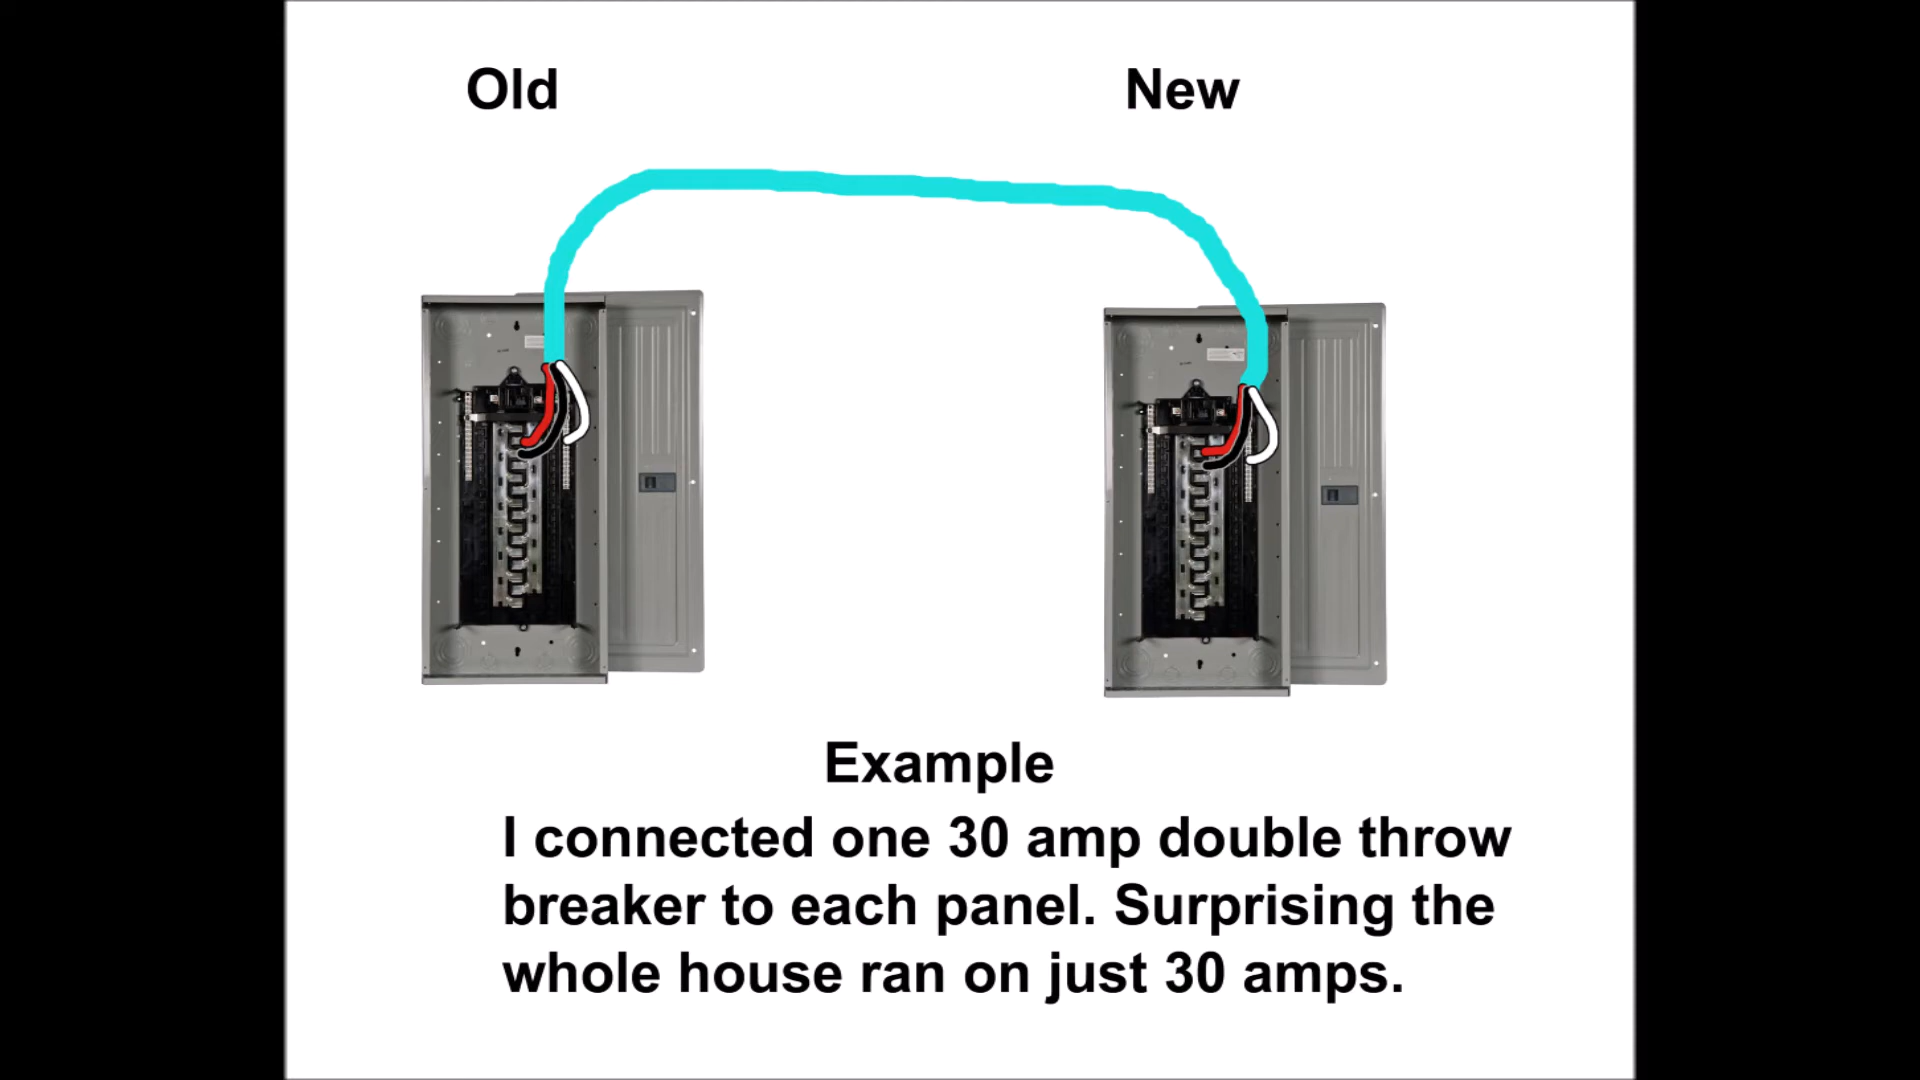 Old
New
Example
I connected one 30 amp double throw
breaker to each panel. Surprising the
whole house ran on just 30 amps.